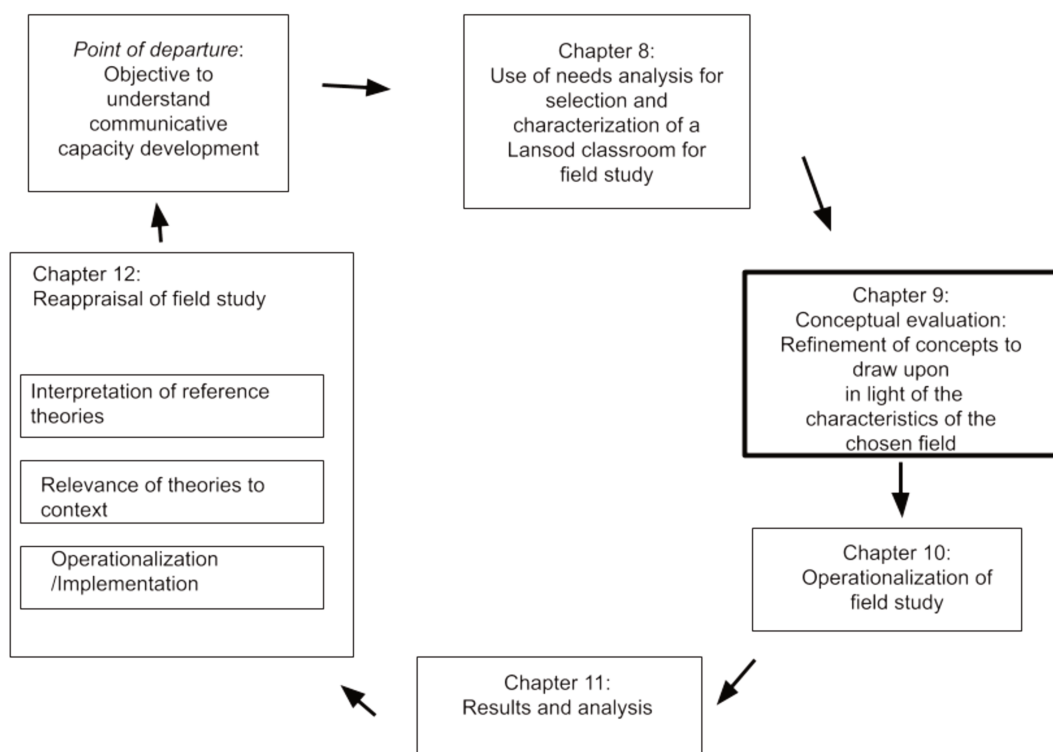 Point of departure:
Objective to
understand
communicative
capacity development
Chapter 8:
Use of needs analysis for
selection and
characterization of a
Lansod classroom for
field study
Chapter 9:
Conceptual evaluation:
Refinement of concepts to
draw upon
in light of the
characteristics of the
chosen field
Chapter 10:
Operationalization of
field study
Chapter 11:
Results and analysis
Chapter 12:
Reappraisal of field study
Interpretation of reference
theories
Relevance of theories to
context
Operationalization
/Implementation